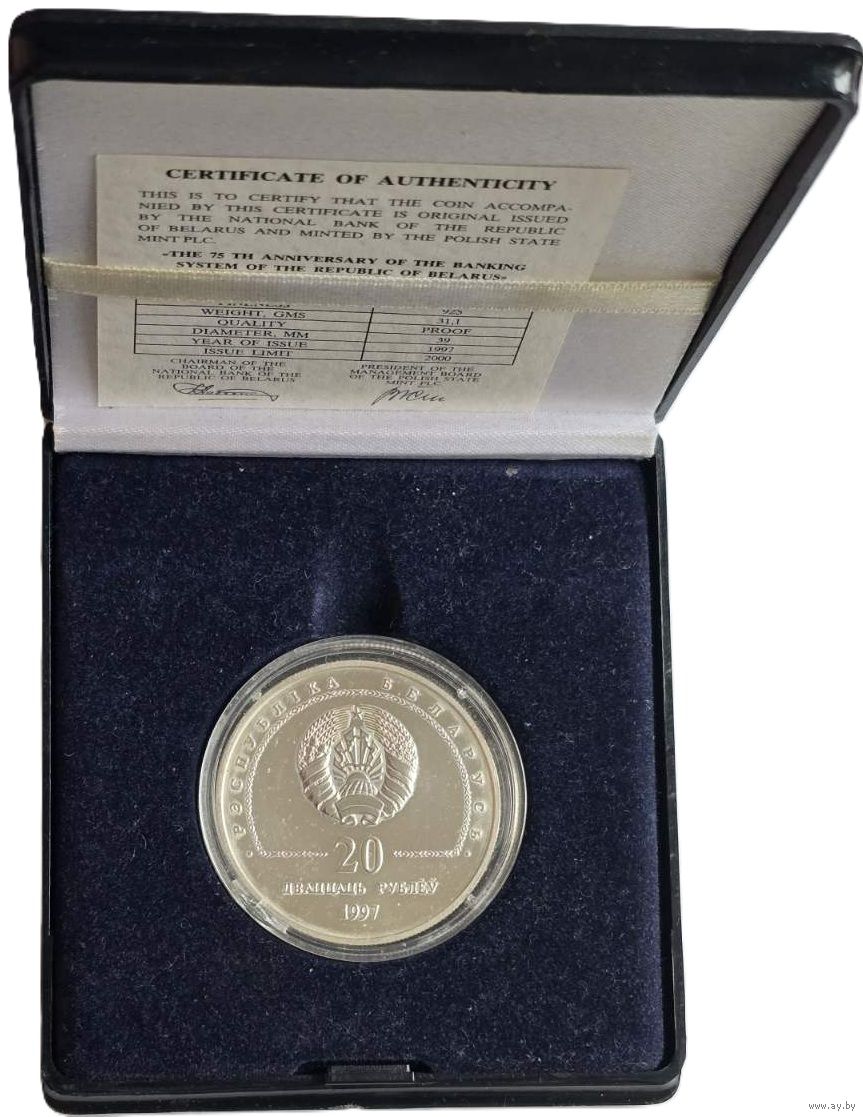 CERTIFICATE OF AUTHENTICITY
THIS IS TO CERTIFY THAT THE COIN ACCOMPA-
NIED BY THIS CERTIFICATE IS ORIGINAL ISSUED
BY THE NATIONAL BANK OF THE REPUBLIC
OF BELARUS AND MINTED BY THE POLISH STATE
MINT PLC.
«THE 75 TH ANNIVERSARY OF THE BANKING
SYSTEM OF THE REPUBLIC OF BELARUS»
FINENESS 925
WEIGHT, GMS 31,1
QUALITY PROOF
DIAMETER, MM 39
YEAR OF ISSUE 1997
ISSUE LIMIT 2000
CHAIRMAN OF THE
BOARD OF THE
NATIONAL BANK OF THE
REPUBLIC OF BELARUS
PRESIDENT OF THE
MANAGEMENT BOARD
OF THE POLISH STATE
MINT PLC
РЭСПУБЛІКА БЕЛАРУСЬ
20
ДВАЦЦАЦЬ РУБЛЁЎ
1997
www.ay.by